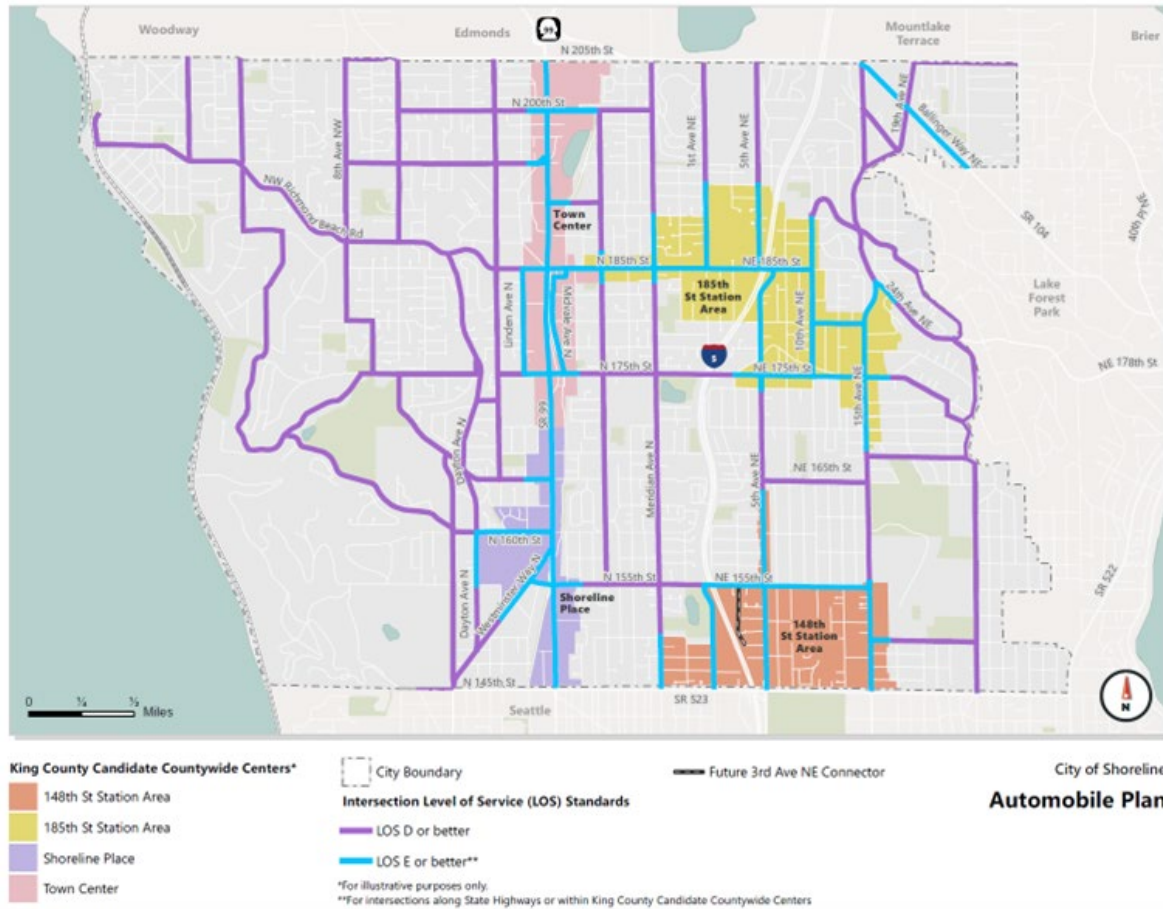 Woodway
Edmonds
99
Mountlake
Terrace
Brier
N 205th St
N 200th St
8th Ave NW
1st Ave NE
5th Ave NE
19th Ave NE
Ballinger Way NE
NW Richmond Beach Rd
SR 104
40th Pl NE
Town
Center
N 185th St
NE 185th St
185th
St Station
Area
Linden Ave N
Midvale Ave N
10th Ave NE
24th Ave NE
Lake
Forest
Park
5
N 175th St
NE 175th St
NE 178th St
SR 99
15th Ave NE
Dayton Ave N
Meridian Ave N
5th Ave NE
NE 165th St
N 160th St
Westminster Way N
Dayton Ave N
N 155th St
NE 155th St
Shoreline
Place
148th
St Station
Area
SR 522
N 145th St
SR 523
Seattle
0 ¼ ½ Miles
N
King County Candidate Countywide Centers*
148th St Station Area
185th St Station Area
Shoreline Place
Town Center
City Boundary
Intersection Level of Service (LOS) Standards
LOS D or better
LOS E or better**
*For illustrative purposes only.
**For intersections along State Highways or within King County Candidate Countywide Centers
Future 3rd Ave NE Connector
City of Shoreline
Automobile Plan